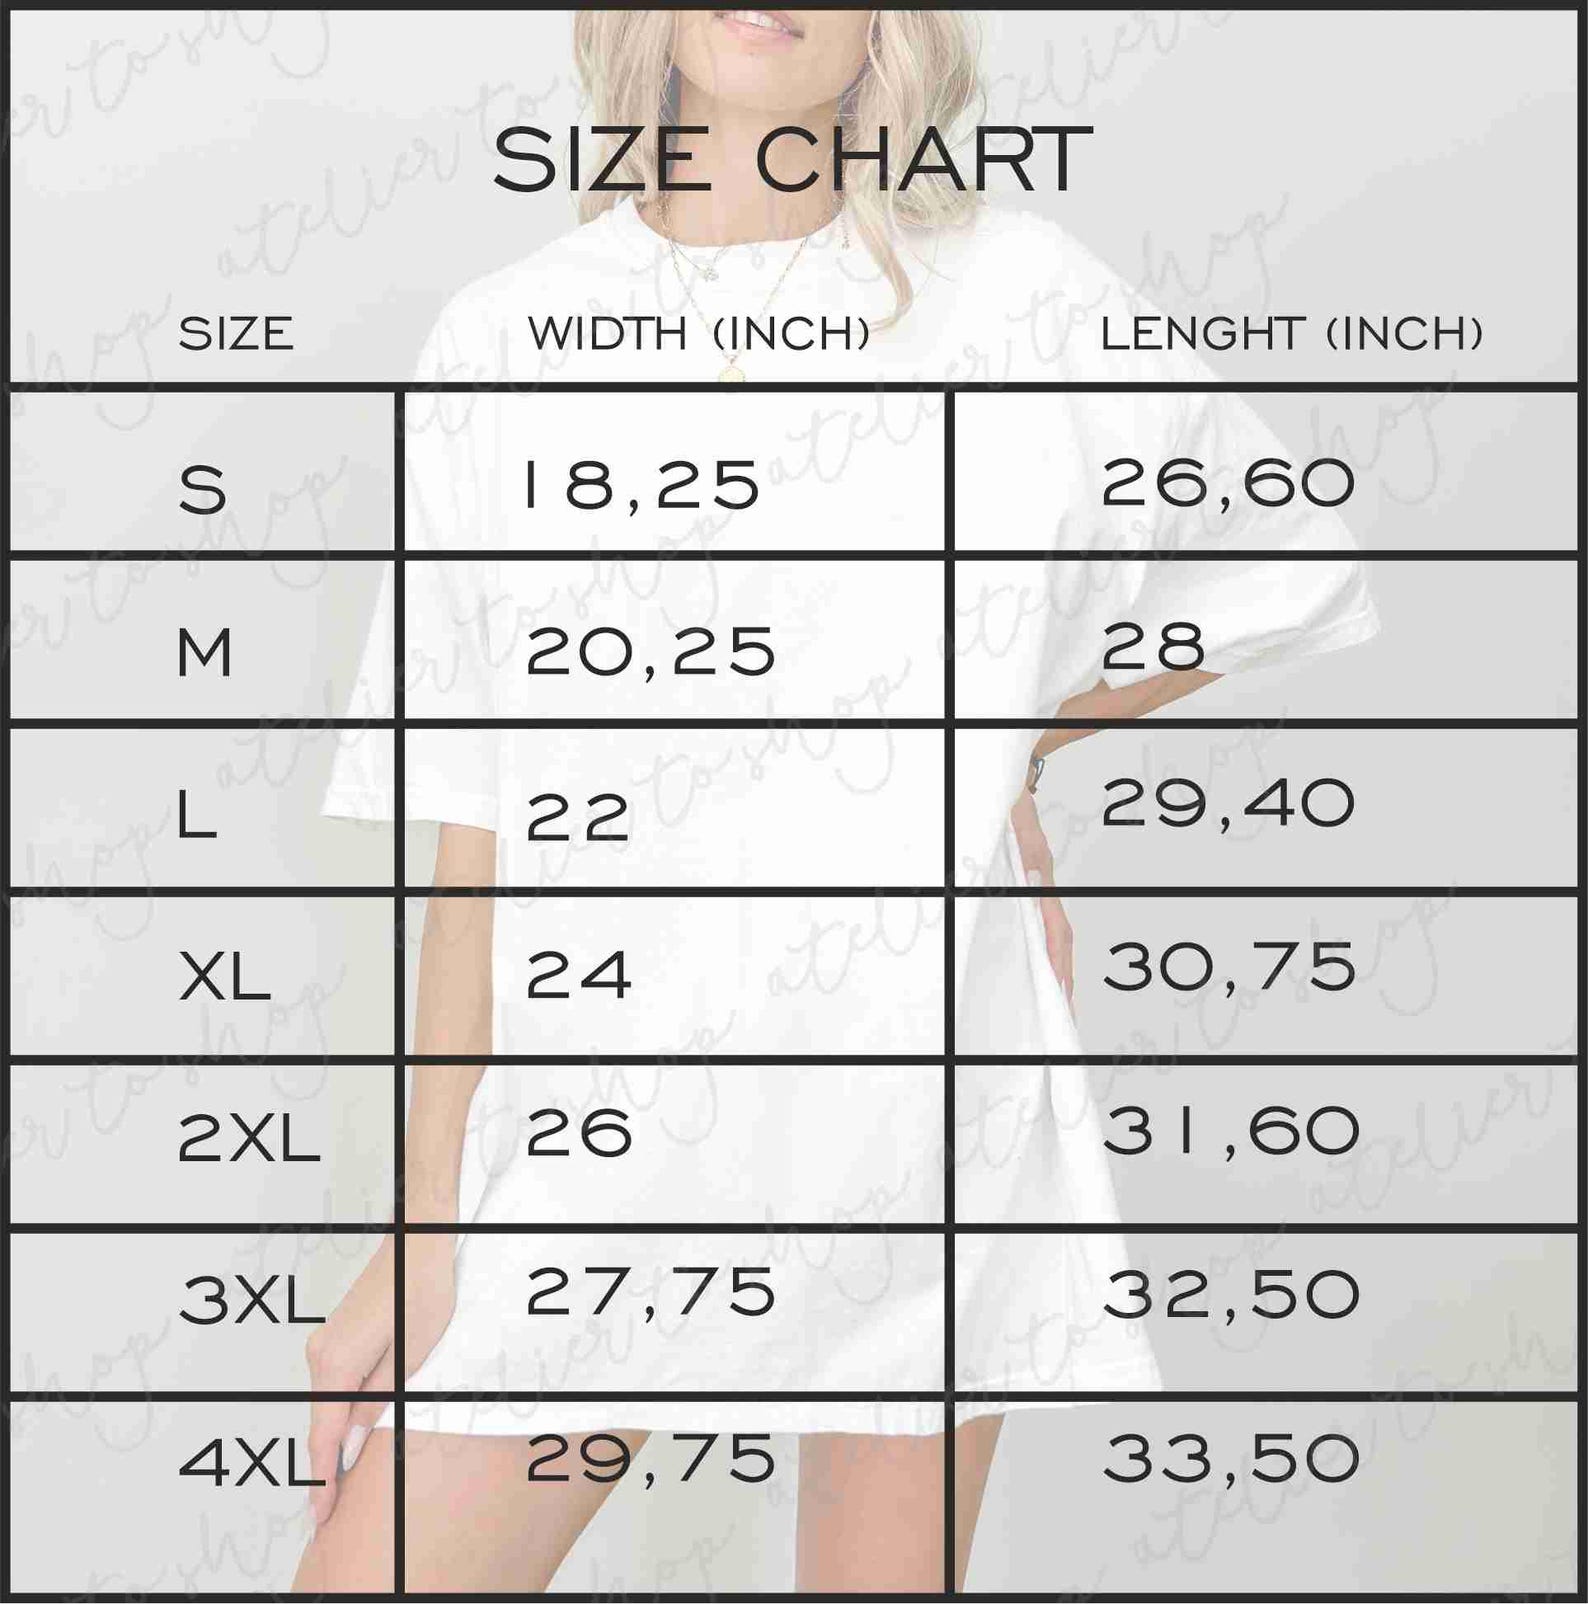 SIZE CHART
SIZE WIDTH (INCH) LENGHT (INCH)
S 18,25 26,60
M 20,25 28
L 22 29,40
XL 24 30,75
2XL 26 31,60
3XL 27,75 32,50
4XL 29,75 33,50
atelier to shop